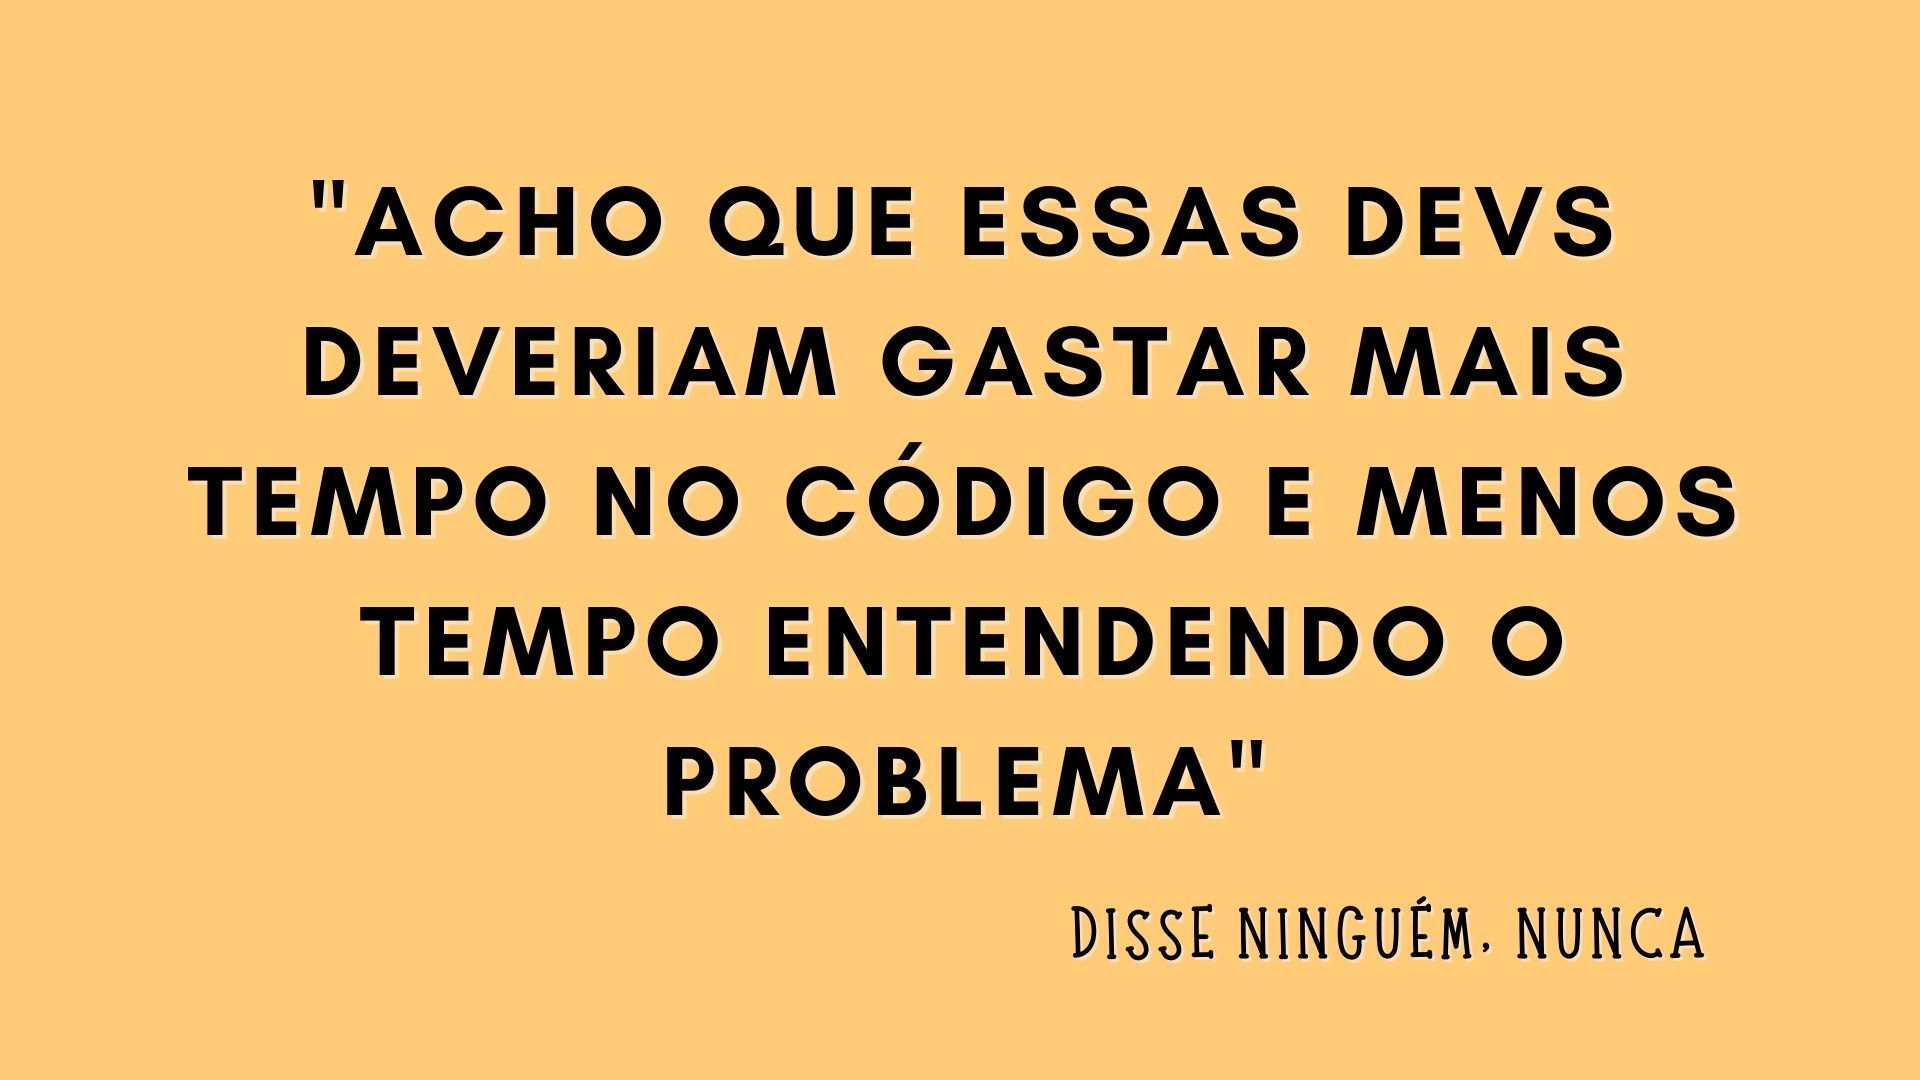 "ACHO QUE ESSAS DEVS
DEVERIAM GASTAR MAIS
TEMPO NO CÓDIGO E MENOS
TEMPO ENTENDENDO O
PROBLEMA"
DISSE NINGUÉM, NUNCA